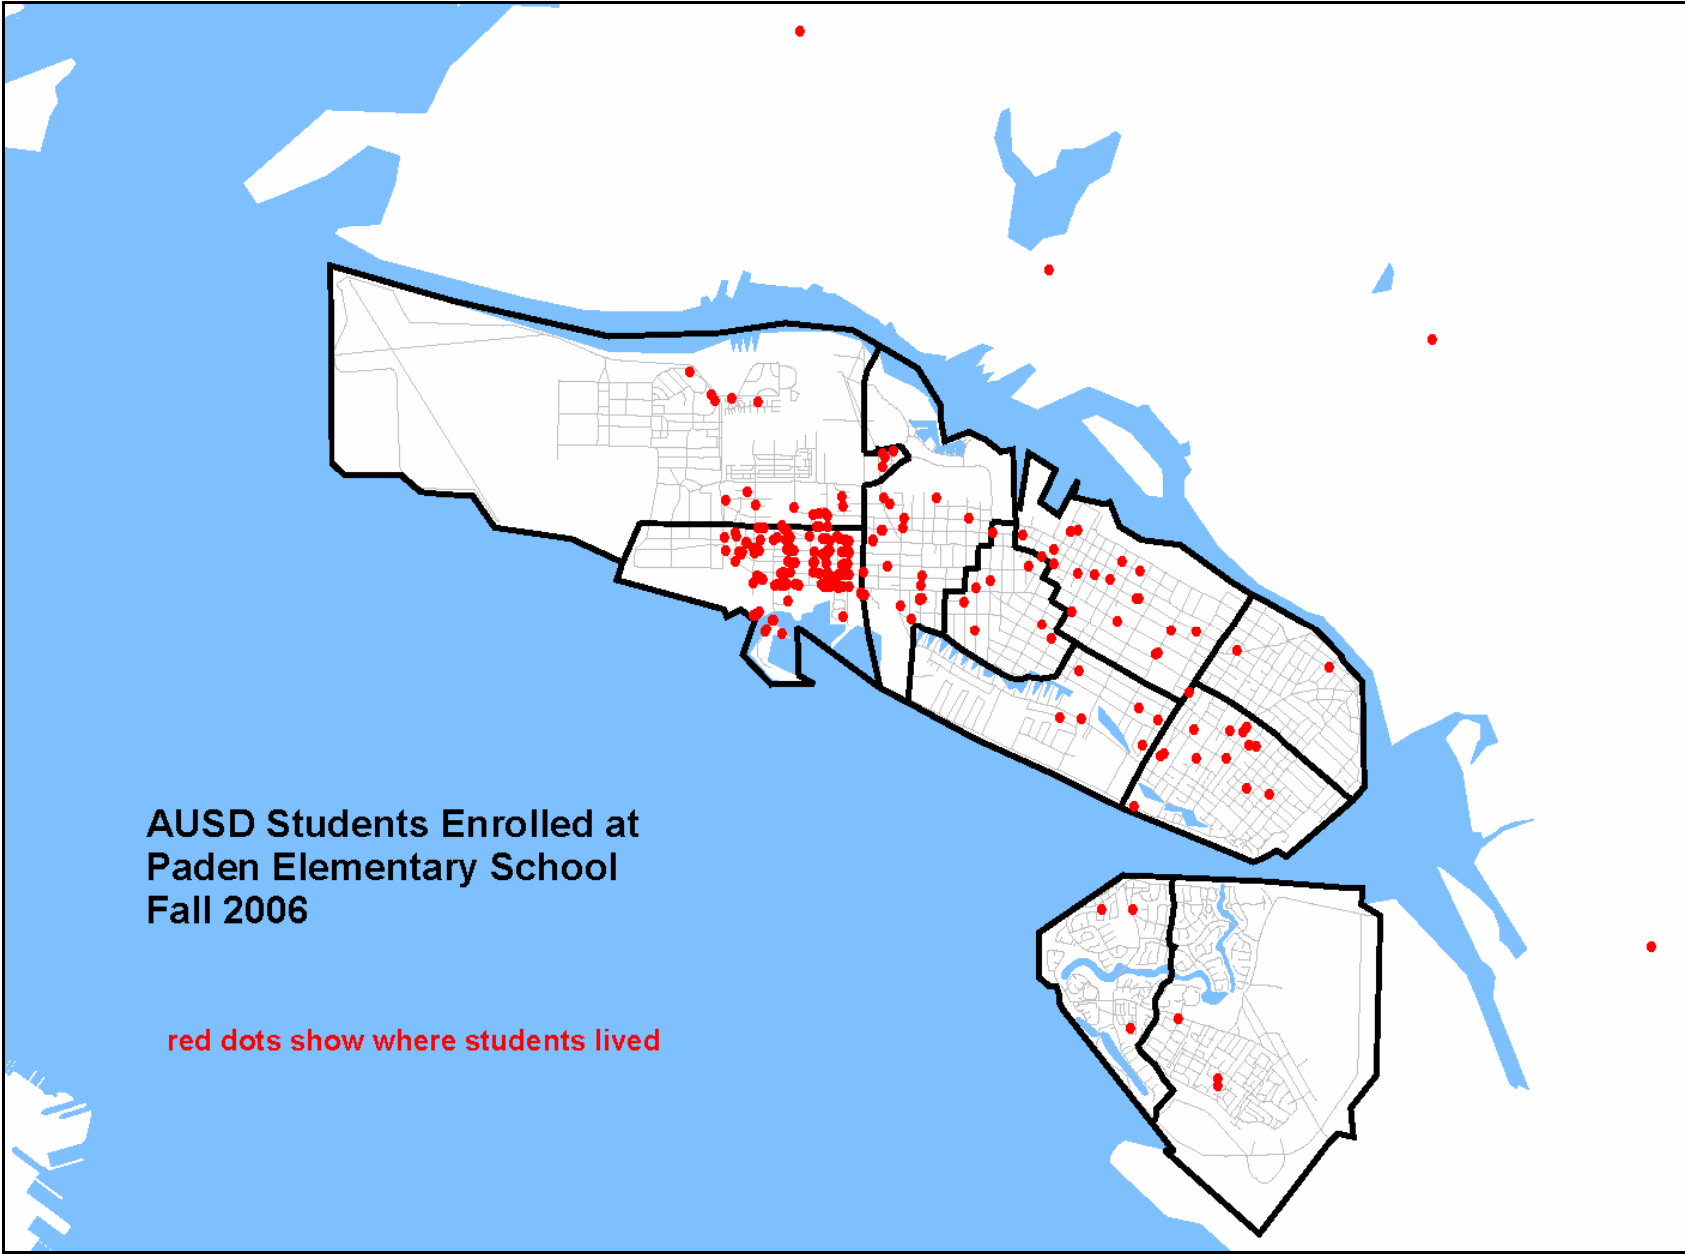 AUSD Students Enrolled at
Paden Elementary School
Fall 2006
red dots show where students lived